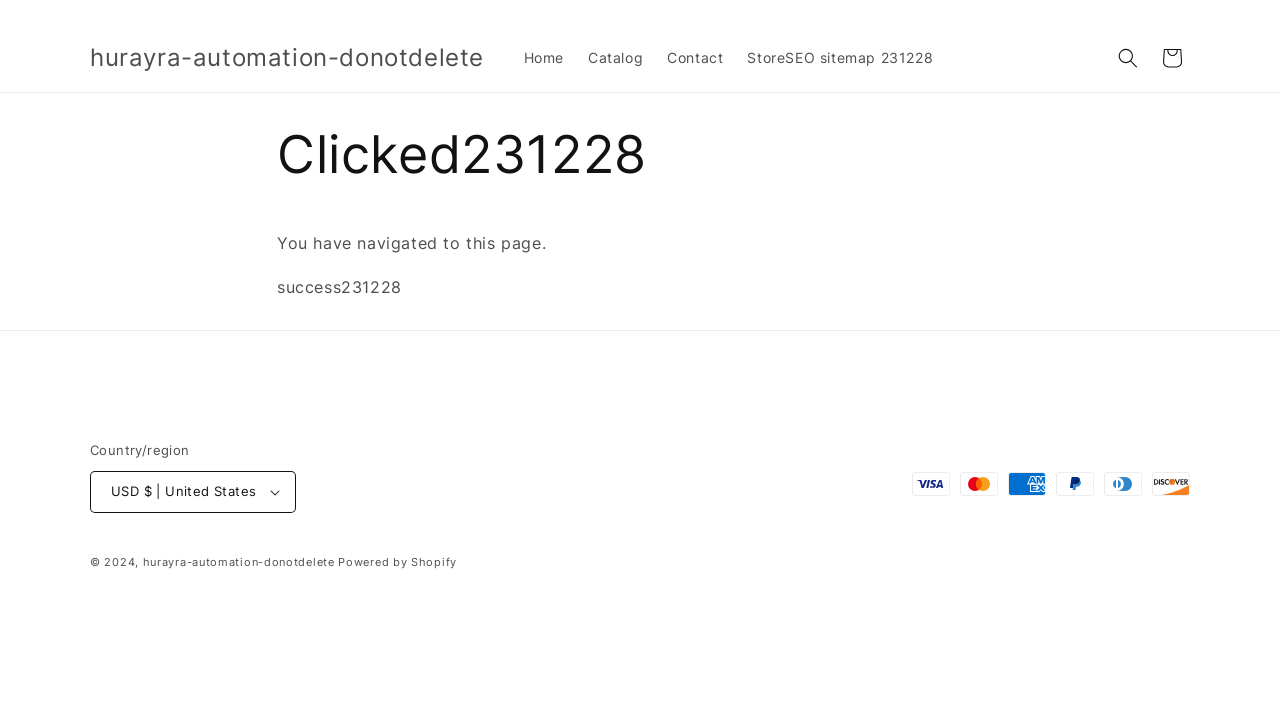 hurayra-automation-donotdelete
Home
Catalog
Contact
StoreSEO sitemap 231228
Clicked231228
You have navigated to this page.
success231228
Country/region
USD $ | United States
VISA
AMEX
DISCOVER
© 2024, hurayra-automation-donotdelete Powered by Shopify